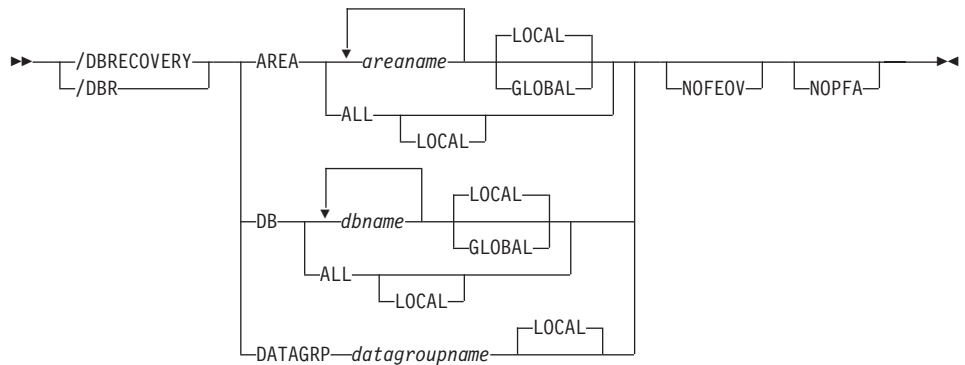 LOCAL
/DBRECOVERY AREA areaname
/DBR GLOBAL NOFEOV NOPFA
ALL
LOCAL
LOCAL
DB dbname
GLOBAL
ALL
LOCAL
LOCAL
DATAGRP datagroupname